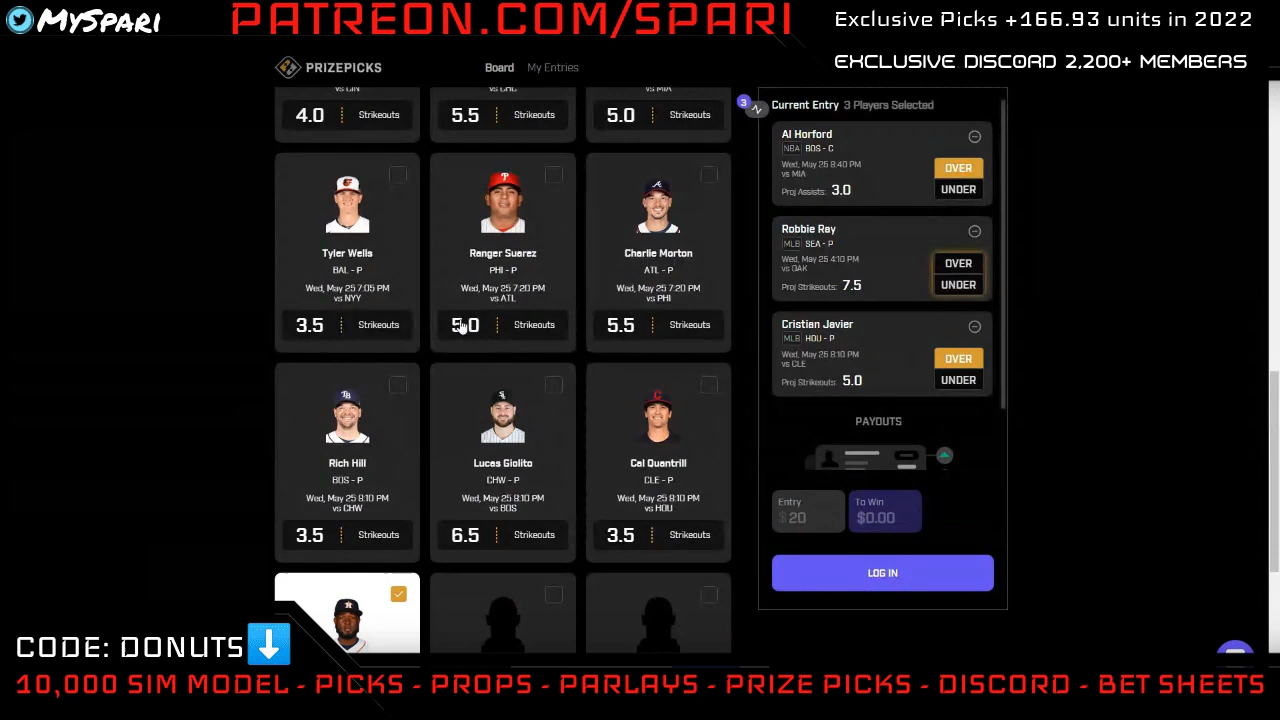 MYSPARI
PATREON.COM/SPARI
Exclusive Picks +166.93 units in 2022
EXCLUSIVE DISCORD 2,200+ MEMBERS
PRIZEPICKS
Board
My Entries
vs CIN
vs CHC
vs MIA
4.0 Strikeouts
5.5 Strikeouts
5.0 Strikeouts
Tyler Wells
BAL - P
Wed, May 25 7:05 PM
vs NYY
3.5 Strikeouts
Ranger Suarez
PHI - P
Wed, May 25 7:20 PM
vs ATL
5.0 Strikeouts
Charlie Morton
ATL - P
Wed, May 25 7:20 PM
vs PHI
5.5 Strikeouts
Rich Hill
BOS - P
Wed, May 25 8:10 PM
vs CHW
3.5 Strikeouts
Lucas Giolito
CHW - P
Wed, May 25 8:10 PM
vs BOS
6.5 Strikeouts
Cal Quantrill
CLE - P
Wed, May 25 8:10 PM
vs HOU
3.5 Strikeouts
3
Current Entry 3 Players Selected
Al Horford
NBA BOS - C
Wed, May 25 8:40 PM
vs MIA
Proj Assists: 3.0
OVER
UNDER
Robbie Ray
MLB SEA - P
Wed, May 25 4:10 PM
vs OAK
Proj Strikeouts: 7.5
OVER
UNDER
Cristian Javier
MLB HOU - P
Wed, May 25 8:10 PM
vs CLE
Proj Strikeouts: 5.0
OVER
UNDER
PAYOUTS
Entry
$ 20
To Win
$0.00
LOG IN
CODE: DONUTS
10,000 SIM MODEL - PICKS - PROPS - PARLAYS - PRIZE PICKS - DISCORD - BET SHEETS